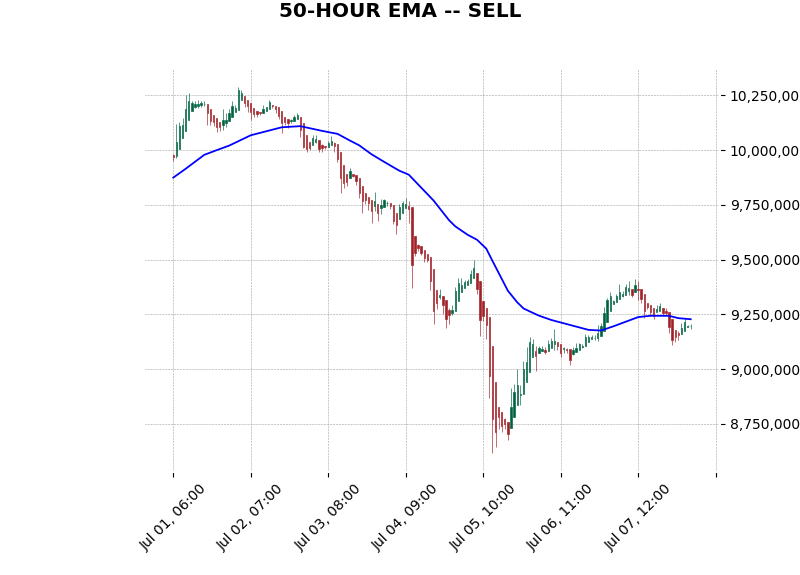 50-HOUR EMA -- SELL
10,250,00
10,000,00
9,750,000
9,500,000
9,250,000
9,000,000
8,750,000
Jul 01, 06:00
Jul 02, 07:00
Jul 03, 08:00
Jul 04, 09:00
Jul 05, 10:00
Jul 06, 11:00
Jul 07, 12:00